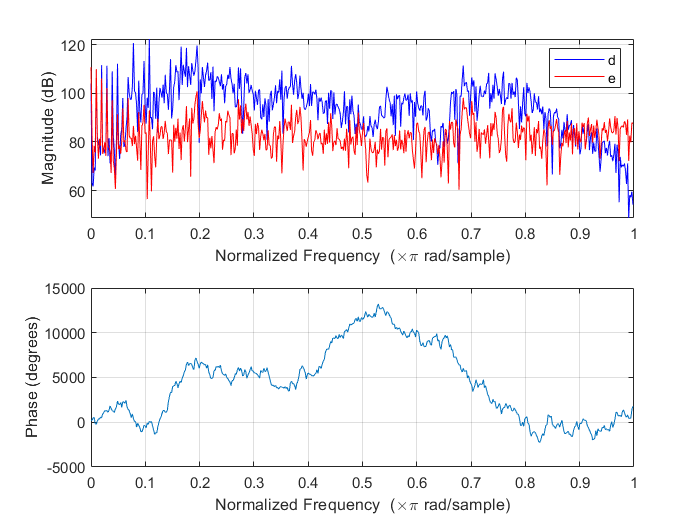 120
100
80
60
Magnitude (dB)
d
e
0 0.1 0.2 0.3 0.4 0.5 0.6 0.7 0.8 0.9 1
Normalized Frequency (×π rad/sample)
15000
10000
5000
0
-5000
Phase (degrees)
0 0.1 0.2 0.3 0.4 0.5 0.6 0.7 0.8 0.9 1
Normalized Frequency (×π rad/sample)